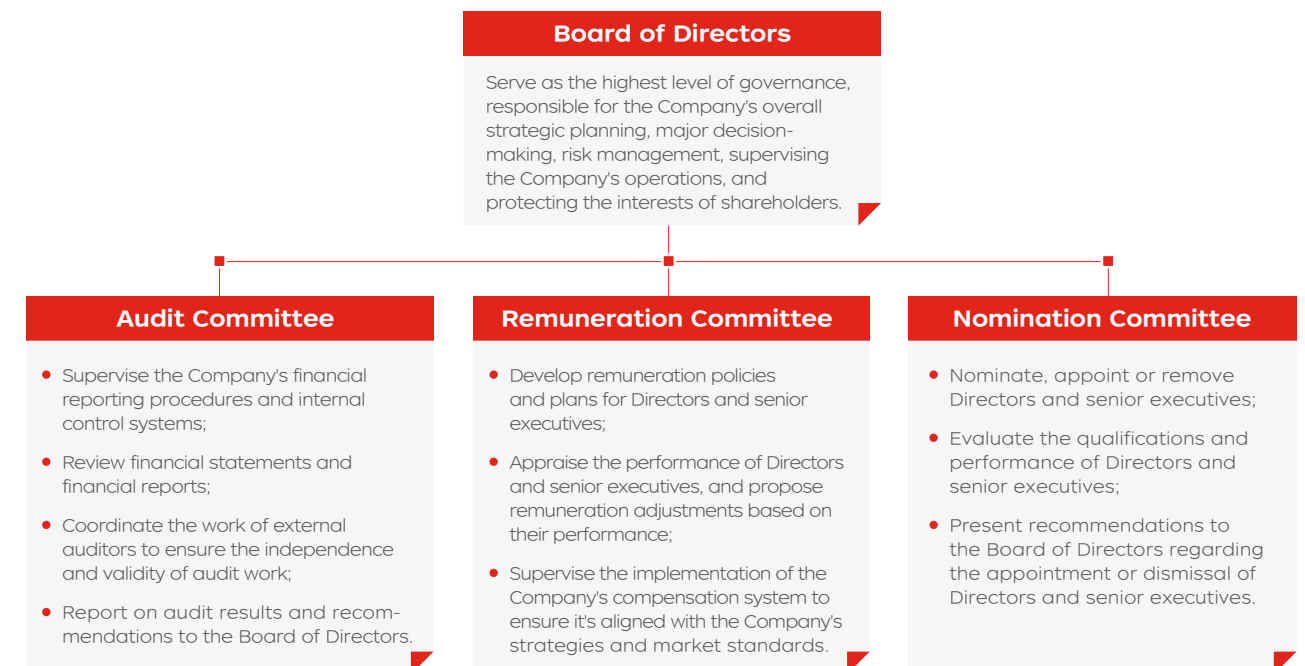 Board of Directors
Serve as the highest level of governance,
responsible for the Company's overall
strategic planning, major decision-
making, risk management, supervising
the Company's operations, and
protecting the interests of shareholders.
Audit Committee
• Supervise the Company's financial
reporting procedures and internal
control systems;
• Review financial statements and
financial reports;
• Coordinate the work of external
auditors to ensure the independence
and validity of audit work;
• Report on audit results and recom-
mendations to the Board of Directors.
Remuneration Committee
• Develop remuneration policies
and plans for Directors and senior
executives;
• Appraise the performance of Directors
and senior executives, and propose
remuneration adjustments based on
their performance;
• Supervise the implementation of the
Company's compensation system to
ensure it's aligned with the Company's
strategies and market standards.
Nomination Committee
• Nominate, appoint or remove
Directors and senior executives;
• Evaluate the qualifications and
performance of Directors and
senior executives;
• Present recommendations to
the Board of Directors regarding
the appointment or dismissal of
Directors and senior executives.